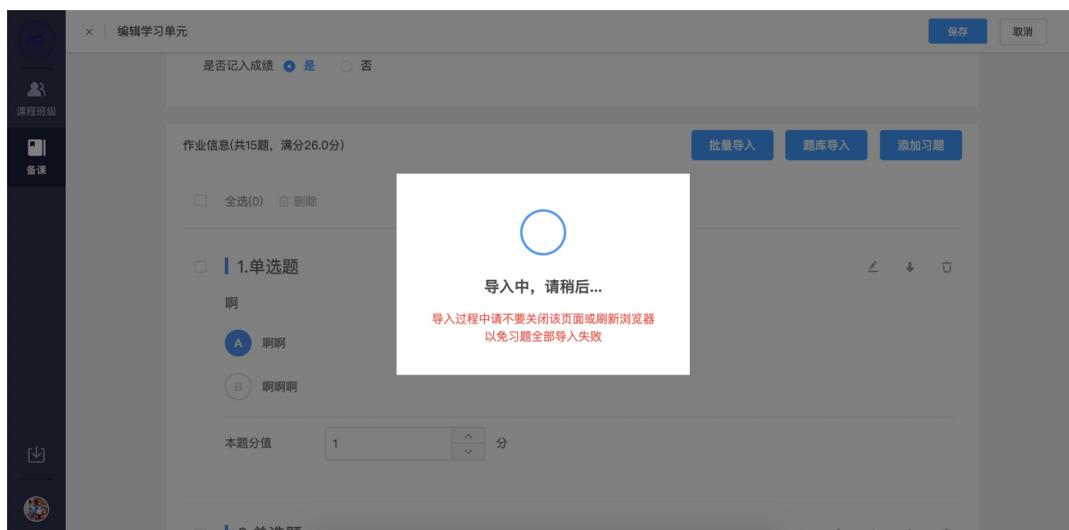 × 编辑学习单元 保存 取消
是否记入成绩 是 否
课程班级
作业信息(共15题, 满分26.0分) 批量导入 题库导入 添加习题
备课
全选(0) 删除
1.单选题
啊
A 啊啊
B 啊啊啊
本题分值 1 分
导入中，请稍后...
导入过程中请不要关闭该页面或刷新浏览器
以免习题全部导入失败